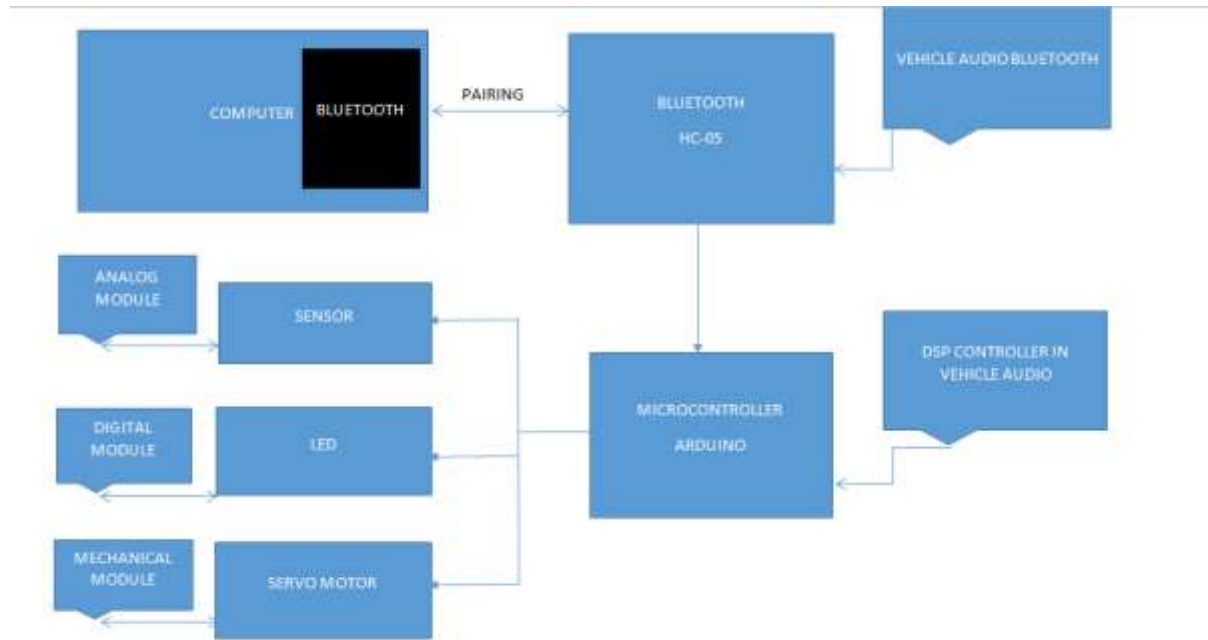 COMPUTER
BLUETOOTH
PAIRING
BLUETOOTH
HC-05
VEHICLE AUDIO BLUETOOTH
ANALOG
MODULE
SENSOR
DSP CONTROLLER IN
VEHICLE AUDIO
MICROCONTROLLER
ARDUINO
DIGITAL
MODULE
LED
MECHANICAL
MODULE
SERVO MOTOR